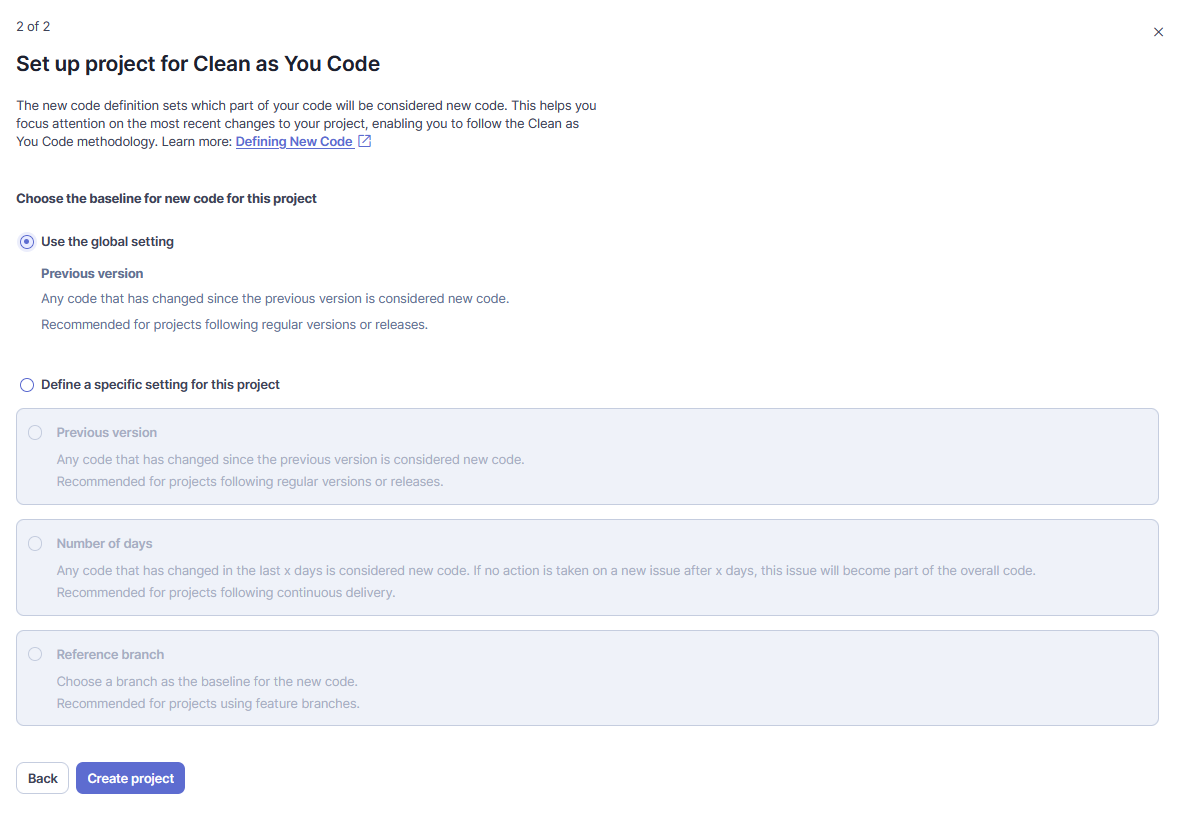 2 of 2
Set up project for Clean as You Code
The new code definition sets which part of your code will be considered new code. This helps you
focus attention on the most recent changes to your project, enabling you to follow the Clean as
You Code methodology. Learn more: Defining New Code
Choose the baseline for new code for this project
Use the global setting
Previous version
Any code that has changed since the previous version is considered new code.
Recommended for projects following regular versions or releases.
Define a specific setting for this project
Previous version
Any code that has changed since the previous version is considered new code.
Recommended for projects following regular versions or releases.
Number of days
Any code that has changed in the last x days is considered new code. If no action is taken on a new issue after x days, this issue will become part of the overall code.
Recommended for projects following continuous delivery.
Reference branch
Choose a branch as the baseline for the new code.
Recommended for projects using feature branches.
Back Create project